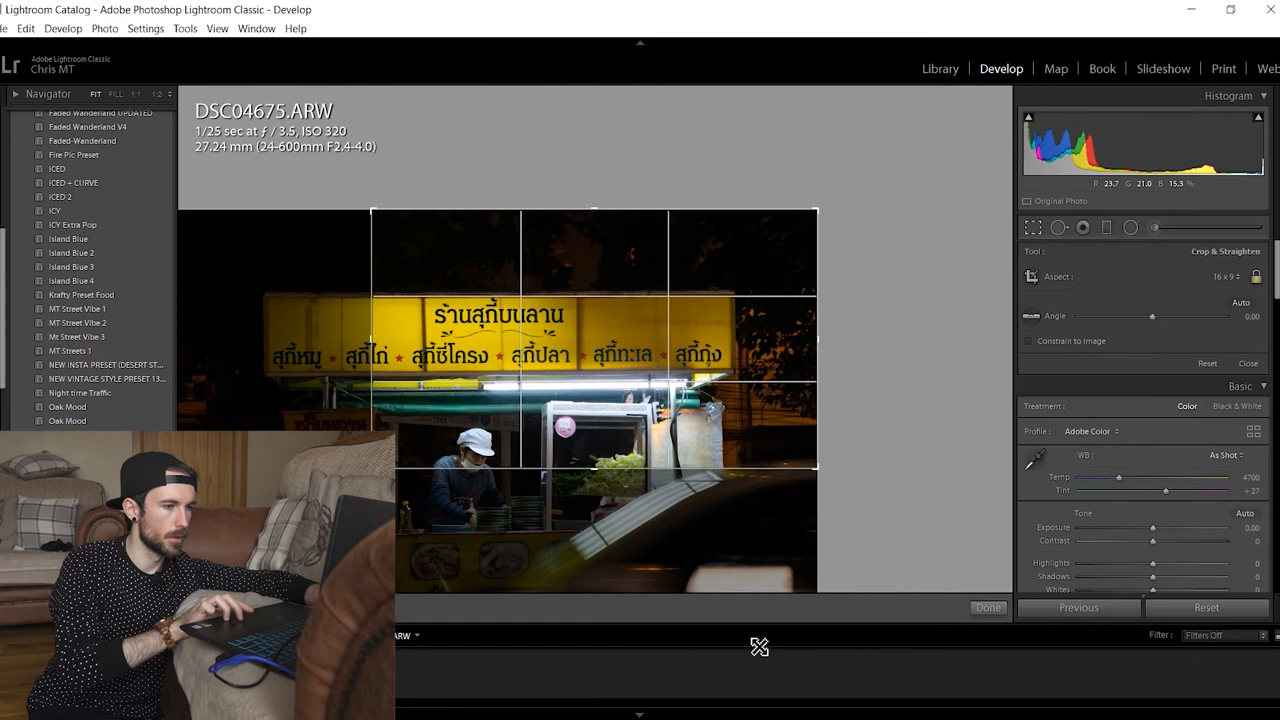 Lightroom Catalog - Adobe Photoshop Lightroom Classic - Develop
Edit Develop Photo Settings Tools View Window Help
Lr Adobe Lightroom Classic
Chris MT
Library | Develop | Map | Book | Slideshow | Print | Web
Navigator FIT FILL 1:1 1:2
Faded Wanderland UPDATED
Faded Wanderland V4
Faded-Wanderland
Fire Pic Preset
ICED
ICED + CURVE
ICED 2
ICY
ICY Extra Pop
Island Blue
Island Blue 2
Island Blue 3
Island Blue 4
Krafty Preset Food
MT Street Vibe 1
MT Street Vibe 2
Mt Street Vibe 3
MT Streets 1
NEW INSTA PRESET (DESERT ST...
NEW VINTAGE STYLE PRESET 13...
Night time Traffic
Oak Mood
Oak Mood
DSC04675.ARW
1/25 sec at ƒ / 3.5, ISO 320
27.24 mm (24-600mm F2.4-4.0)
ร้านสุกี้บนลาน
สุกี้หมู ★ สุกี้ไก่ ★ สุกี้ซี่โครง ★ สุกี้ปลา ★ สุกี้ทะเล ★ สุกี้กุ้ง
Done
ARW
Histogram
R 23.7 G 21.0 B 15.3 %
Original Photo
Tool: Crop & Straighten
Aspect: 16 x 9
Auto
Angle 0.00
Constrain to Image
Reset Close
Basic
Treatment: Color Black & White
Profile: Adobe Color
WB: As Shot
Temp 4700
Tint + 27
Tone Auto
Exposure 0.00
Contrast 0
Highlights 0
Shadows 0
Whites 0
Previous Reset
Filter: Filters Off